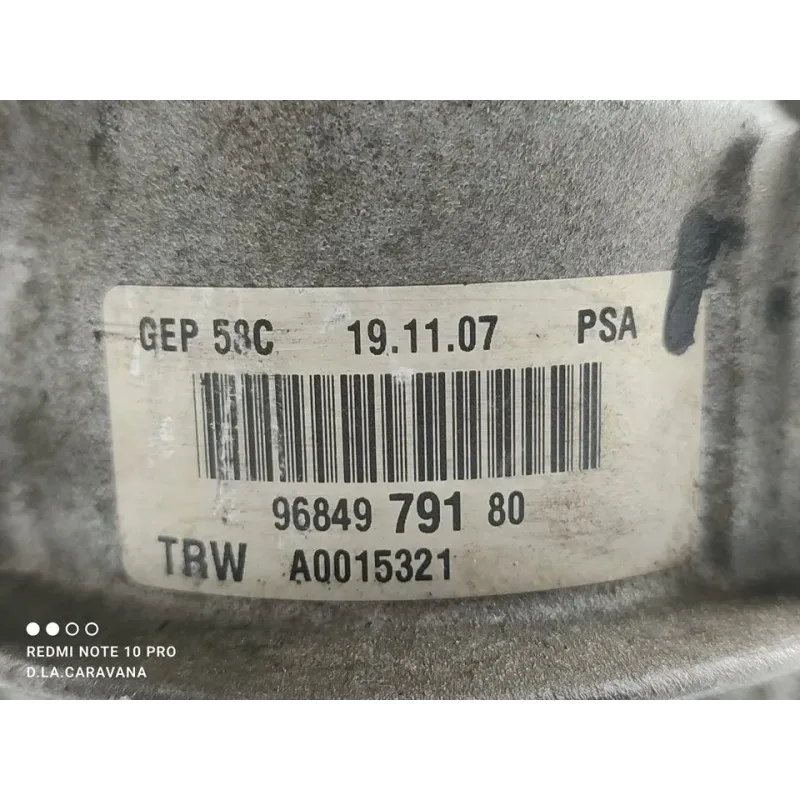 GEP 58C 19.11.07 PSA
96849 791 80
TRW A0015321
REDMI NOTE 10 PRO
D.LA.CARAVANA